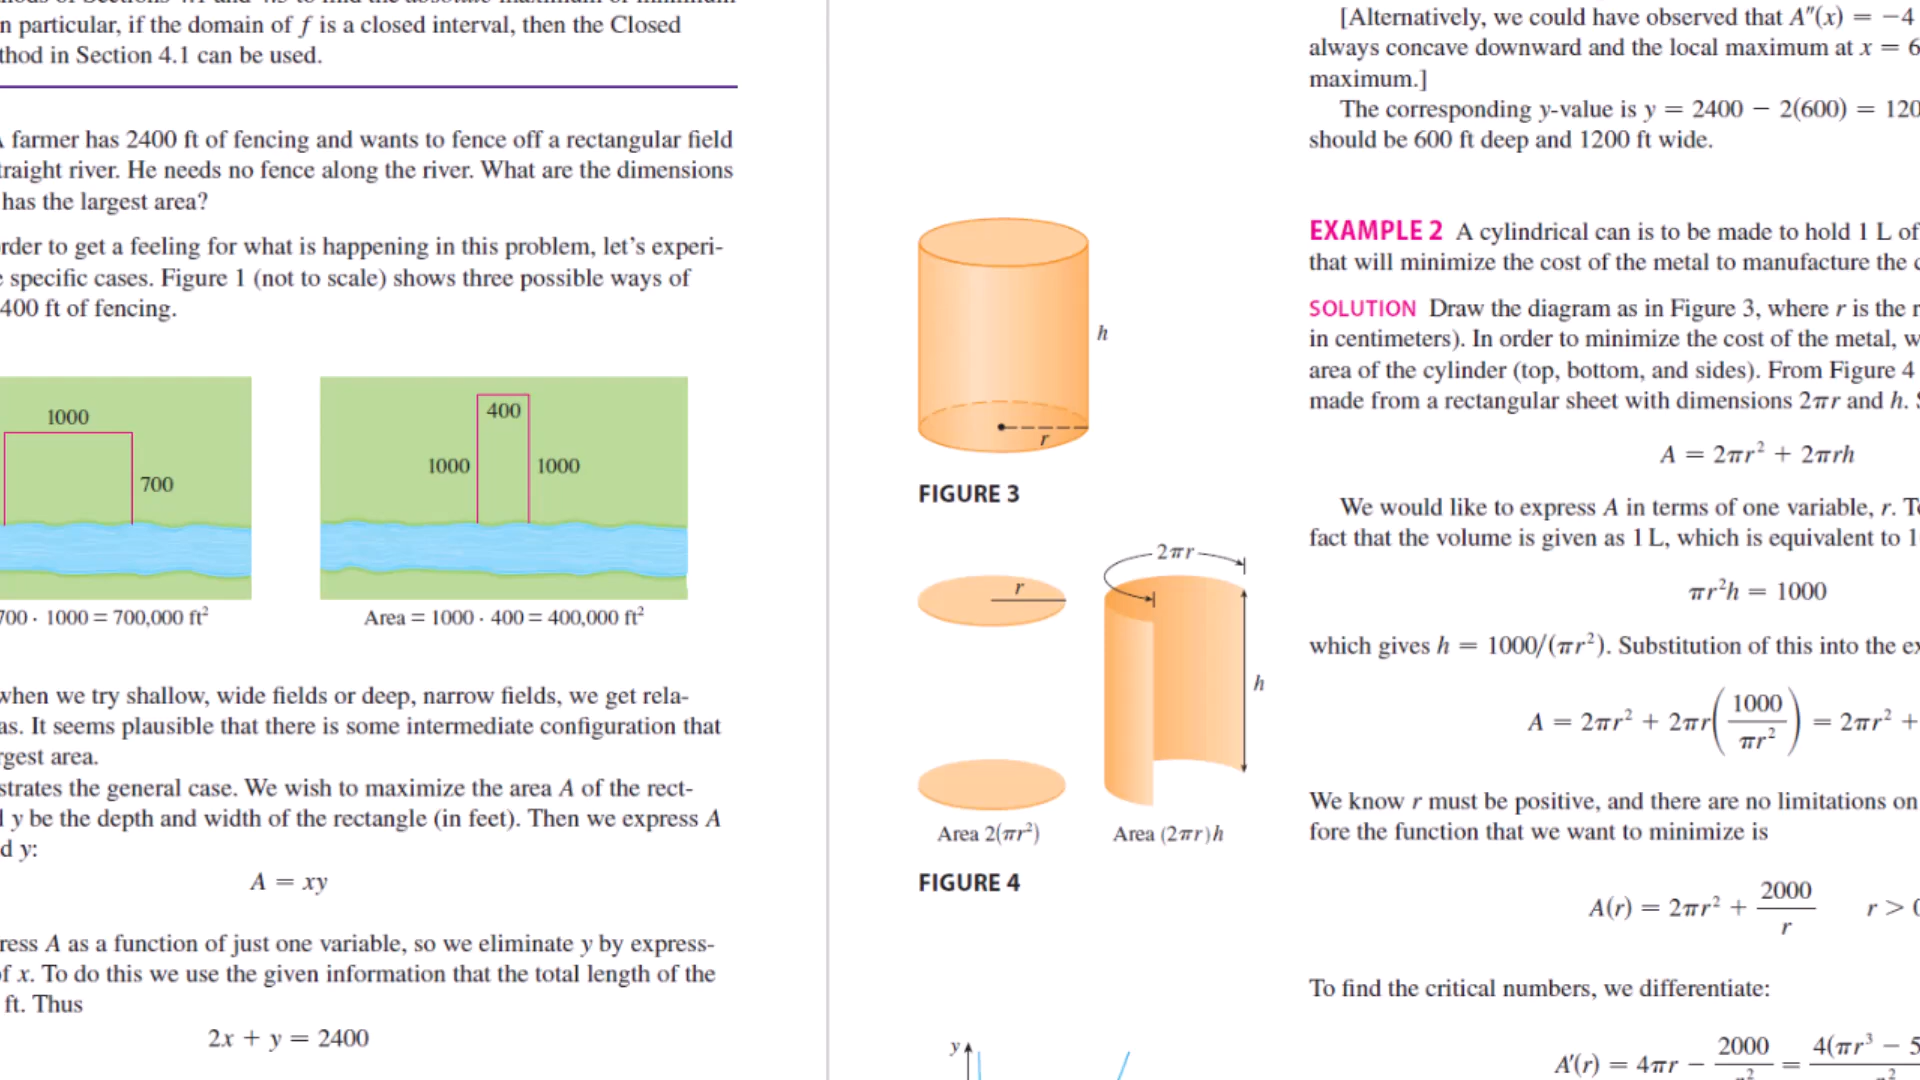 n particular, if the domain of f is a closed interval, then the Closed
thod in Section 4.1 can be used.
farmer has 2400 ft of fencing and wants to fence off a rectangular field
traight river. He needs no fence along the river. What are the dimensions
has the largest area?
rder to get a feeling for what is happening in this problem, let's experi-
specific cases. Figure 1 (not to scale) shows three possible ways of
400 ft of fencing.
1000
700
400
1000 1000
700 · 1000 = 700,000 ft²
Area = 1000 · 400 = 400,000 ft²
when we try shallow, wide fields or deep, narrow fields, we get rela-
as. It seems plausible that there is some intermediate configuration that
rgest area.
strates the general case. We wish to maximize the area A of the rect-
y be the depth and width of the rectangle (in feet). Then we express A
d y:
A = xy
ress A as a function of just one variable, so we eliminate y by express-
of x. To do this we use the given information that the total length of the
ft. Thus
2x + y = 2400
h
r
FIGURE 3
2πr
r
h
Area 2(πr²)
Area (2πr)h
FIGURE 4
y
[Alternatively, we could have observed that A″(x) = −4
always concave downward and the local maximum at x = 6
maximum.]
The corresponding y-value is y = 2400 − 2(600) = 120
should be 600 ft deep and 1200 ft wide.
EXAMPLE 2 A cylindrical can is to be made to hold 1 L of
that will minimize the cost of the metal to manufacture the c
SOLUTION Draw the diagram as in Figure 3, where r is the r
in centimeters). In order to minimize the cost of the metal, w
area of the cylinder (top, bottom, and sides). From Figure 4
made from a rectangular sheet with dimensions 2πr and h. S
A = 2πr² + 2πrh
We would like to express A in terms of one variable, r. To
fact that the volume is given as 1 L, which is equivalent to 1
πr²h = 1000
which gives h = 1000/(πr²). Substitution of this into the ex
A = 2πr² + 2πr(1000/πr²) = 2πr² +
We know r must be positive, and there are no limitations on
fore the function that we want to minimize is
A(r) = 2πr² + 2000/r r > 0
To find the critical numbers, we differentiate:
A′(r) = 4πr − 2000/r² = 4(πr³ − 5